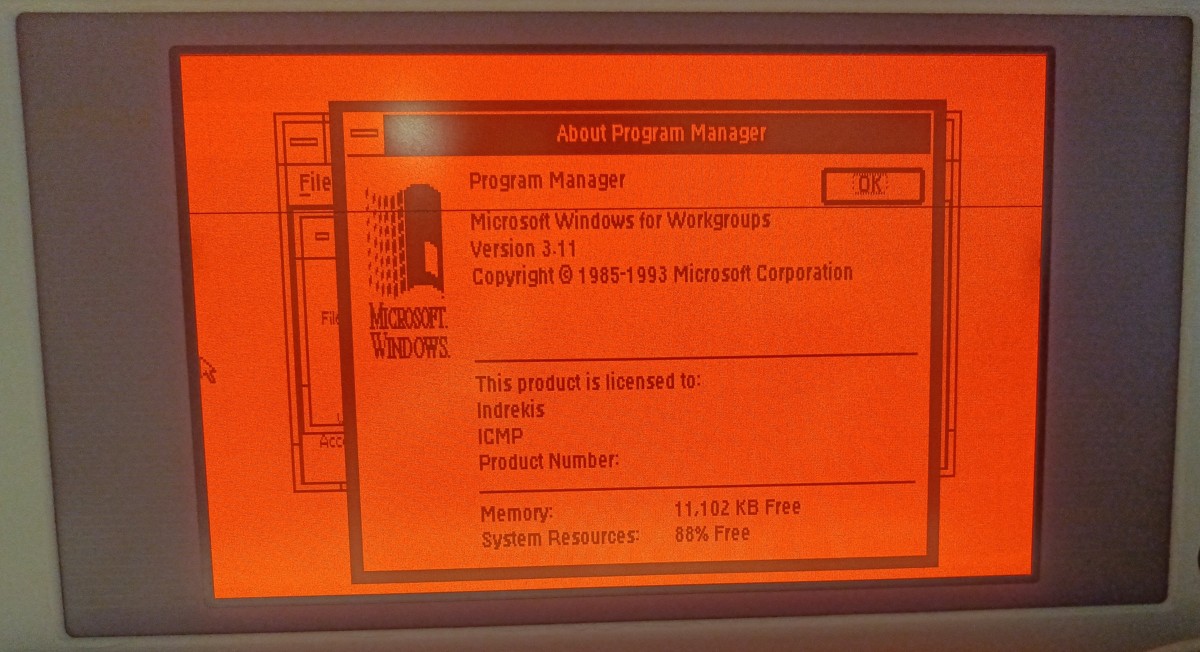 About Program Manager
File
Program Manager
OK
Microsoft Windows for Workgroups
Version 3.11
Copyright © 1985-1993 Microsoft Corporation
MICROSOFT.
WINDOWS.
This product is licensed to:
Indrekis
ICMP
Product Number:
Memory: 11,102 KB Free
System Resources: 88% Free